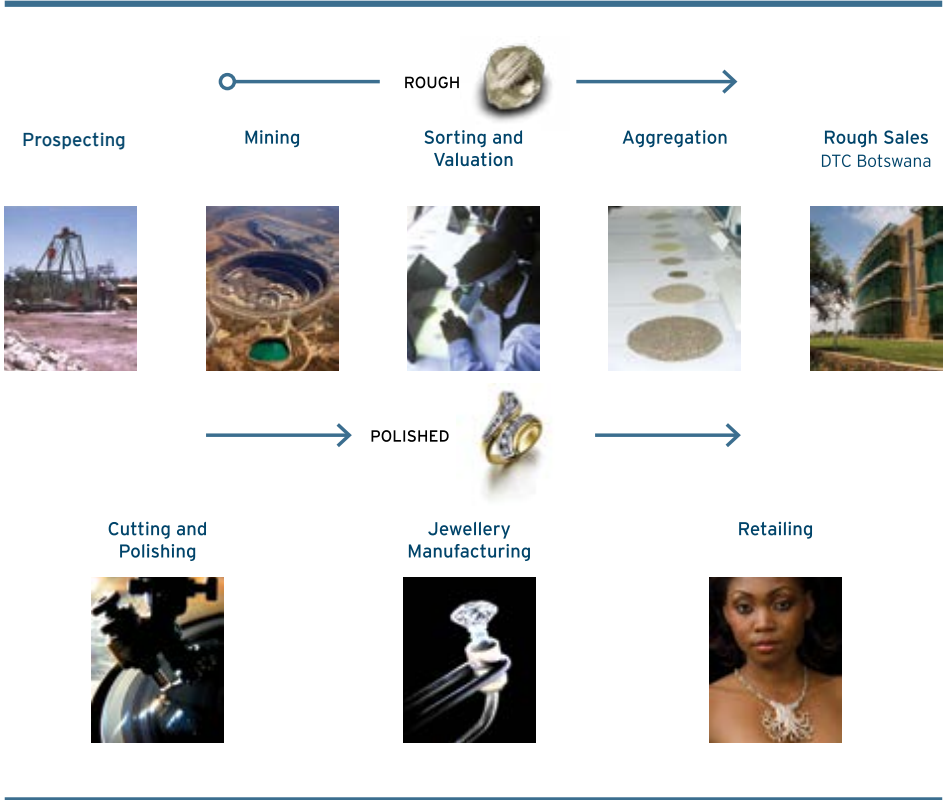 ROUGH
Prospecting
Mining
Sorting and
Valuation
Aggregation
Rough Sales
DTC Botswana
POLISHED
Cutting and
Polishing
Jewellery
Manufacturing
Retailing